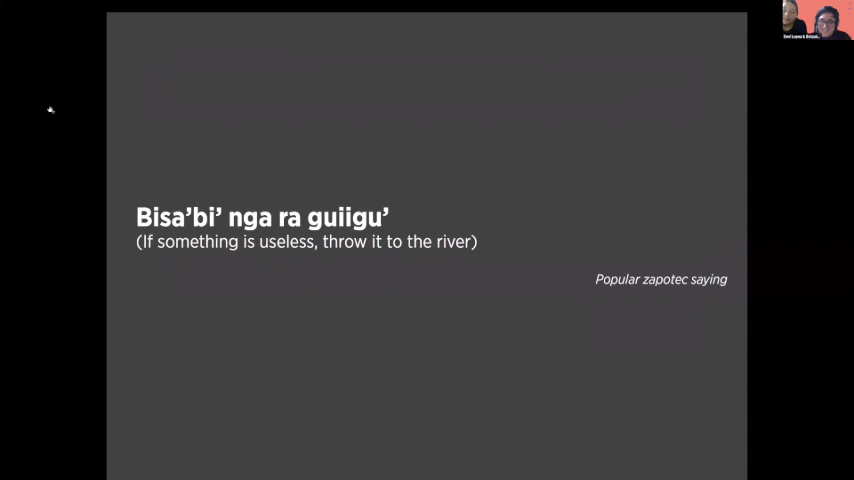 Bisa’bi’ nga ra guiigu’
(If something is useless, throw it to the river)
Popular zapotec saying